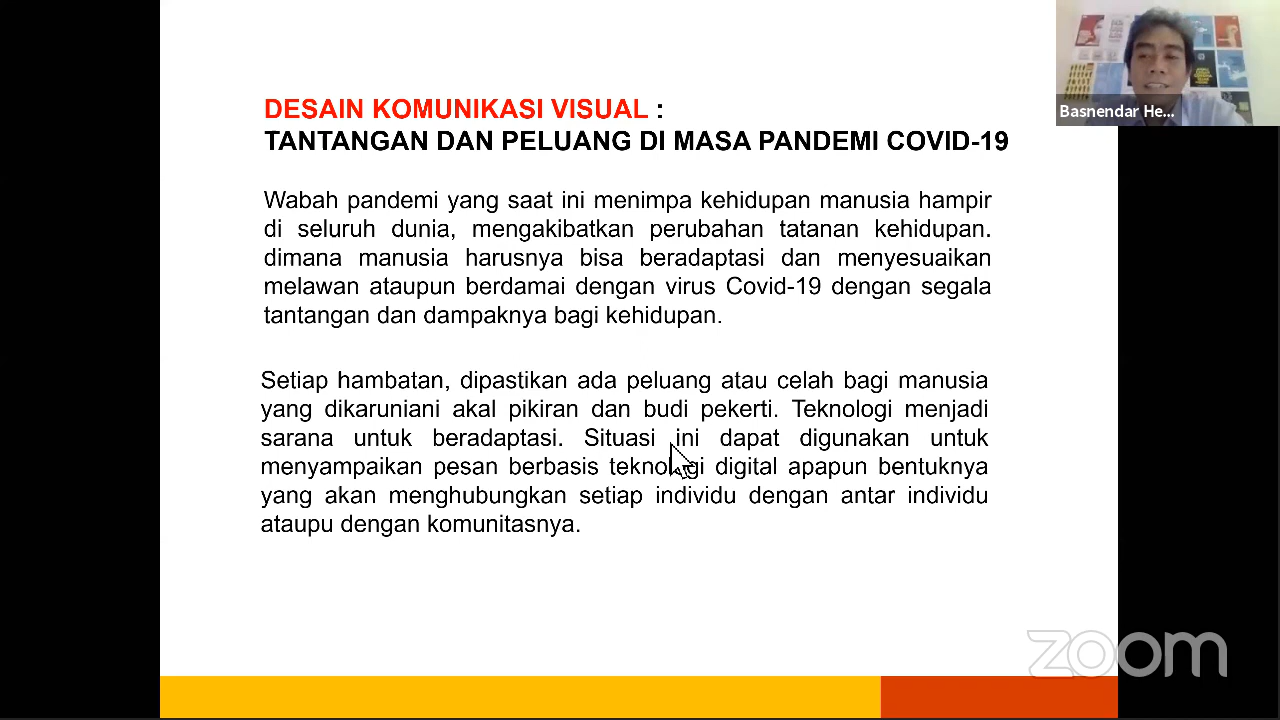 DESAIN KOMUNIKASI VISUAL :
TANTANGAN DAN PELUANG DI MASA PANDEMI COVID-19
Wabah pandemi yang saat ini menimpa kehidupan manusia hampir
di seluruh dunia, mengakibatkan perubahan tatanan kehidupan.
dimana manusia harusnya bisa beradaptasi dan menyesuaikan
melawan ataupun berdamai dengan virus Covid-19 dengan segala
tantangan dan dampaknya bagi kehidupan.
Setiap hambatan, dipastikan ada peluang atau celah bagi manusia
yang dikaruniani akal pikiran dan budi pekerti. Teknologi menjadi
sarana untuk beradaptasi. Situasi ini dapat digunakan untuk
menyampaikan pesan berbasis teknologi digital apapun bentuknya
yang akan menghubungkan setiap individu dengan antar individu
ataupu dengan komunitasnya.
Basnendar He...
zoom